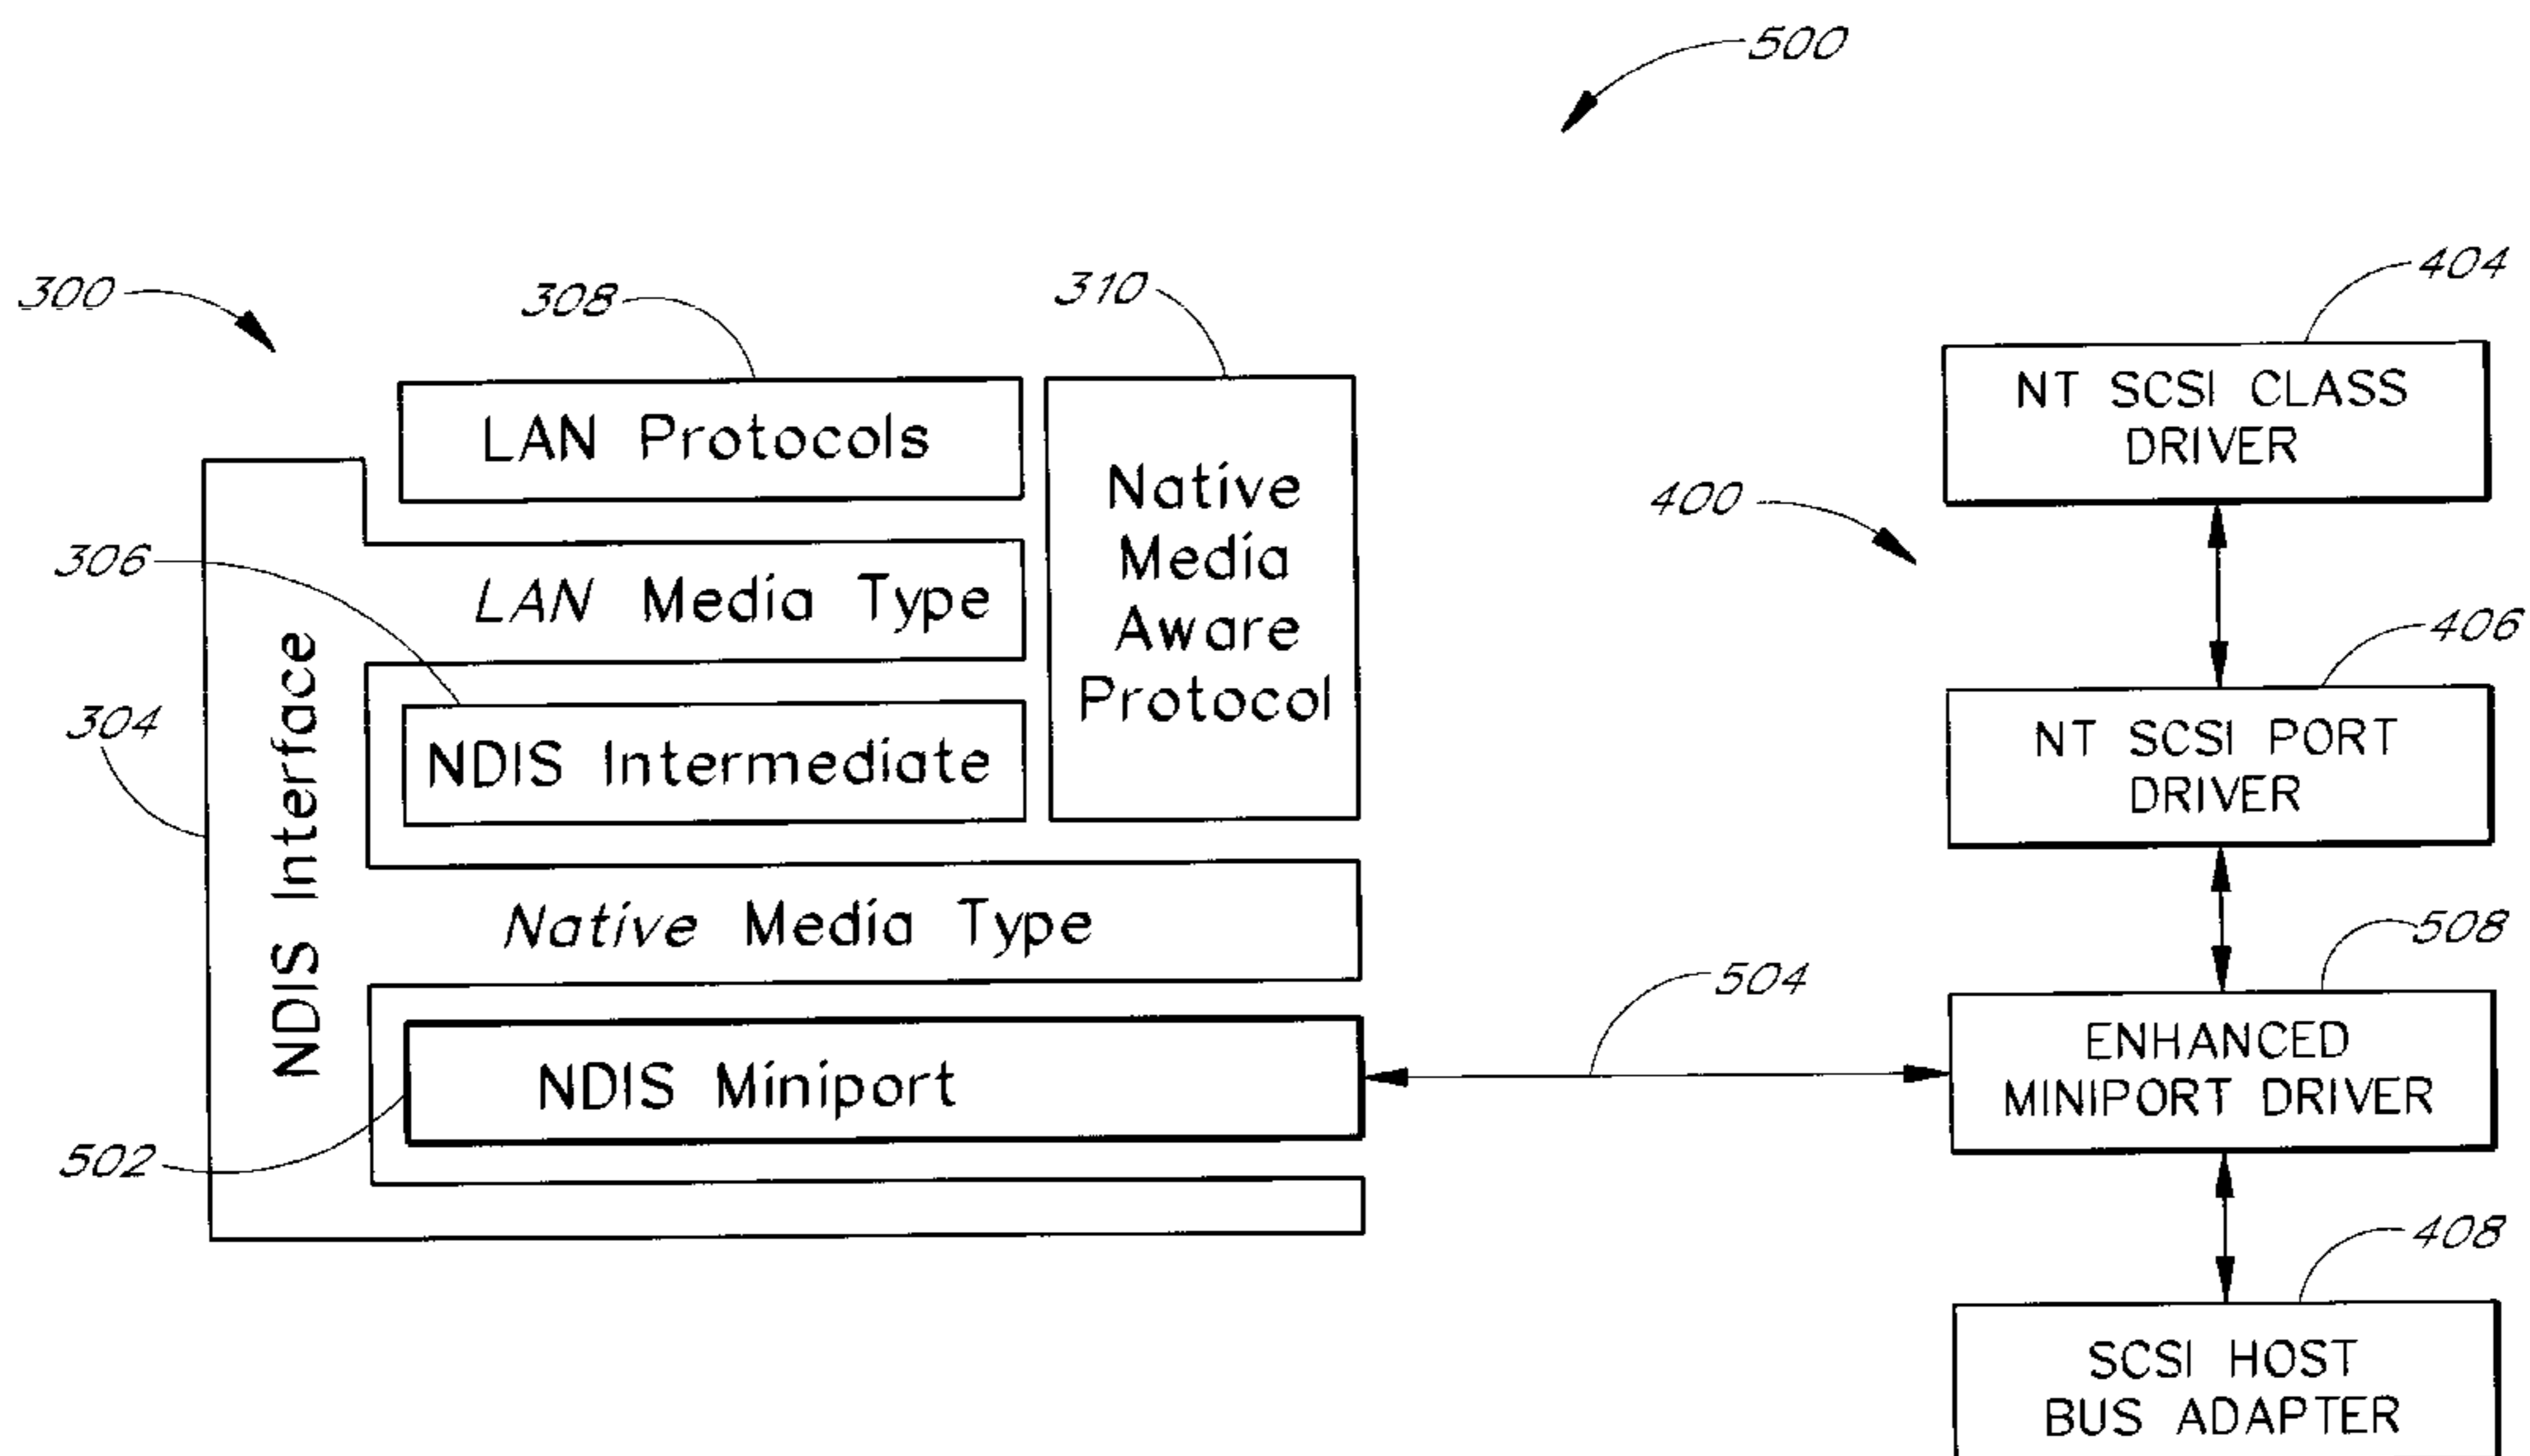 500
300
308
310
404
LAN Protocols
NT SCSI CLASS
DRIVER
Native
Media
Aware
Protocol
400
306
LAN Media Type
406
304
NDIS Interface
NDIS Intermediate
NT SCSI PORT
DRIVER
Native Media Type
508
504
NDIS Miniport
ENHANCED
MINIPORT DRIVER
502
408
SCSI HOST
BUS ADAPTER